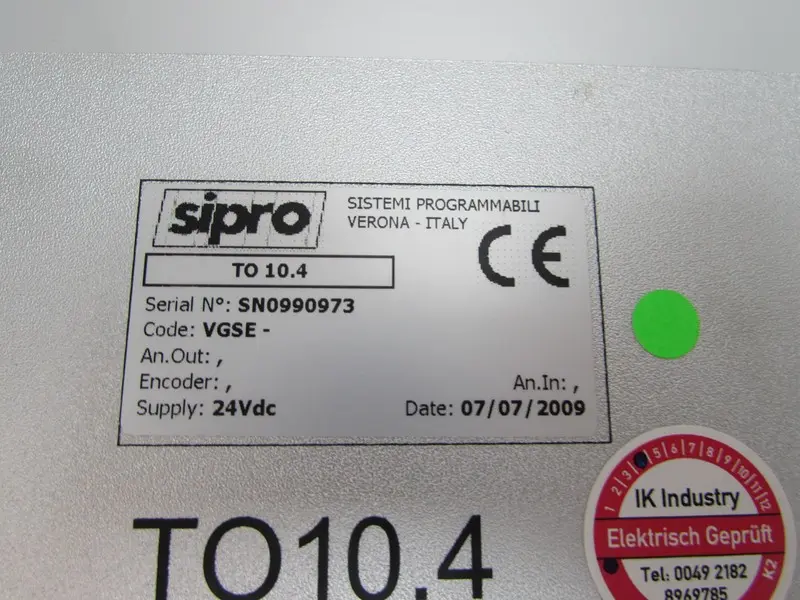 sipro
SISTEMI PROGRAMMABILI
VERONA - ITALY
CE
TO 10.4
Serial N°: SN0990973
Code: VGSE -
An.Out: ,
Encoder: ,
An.In: ,
Supply: 24Vdc
Date: 07/07/2009
TO10.4
1 2 3 5 6 7 8 9 10 11 12
IK Industry
Elektrisch Geprüft
K2
Tel: 0049 2182
8969785